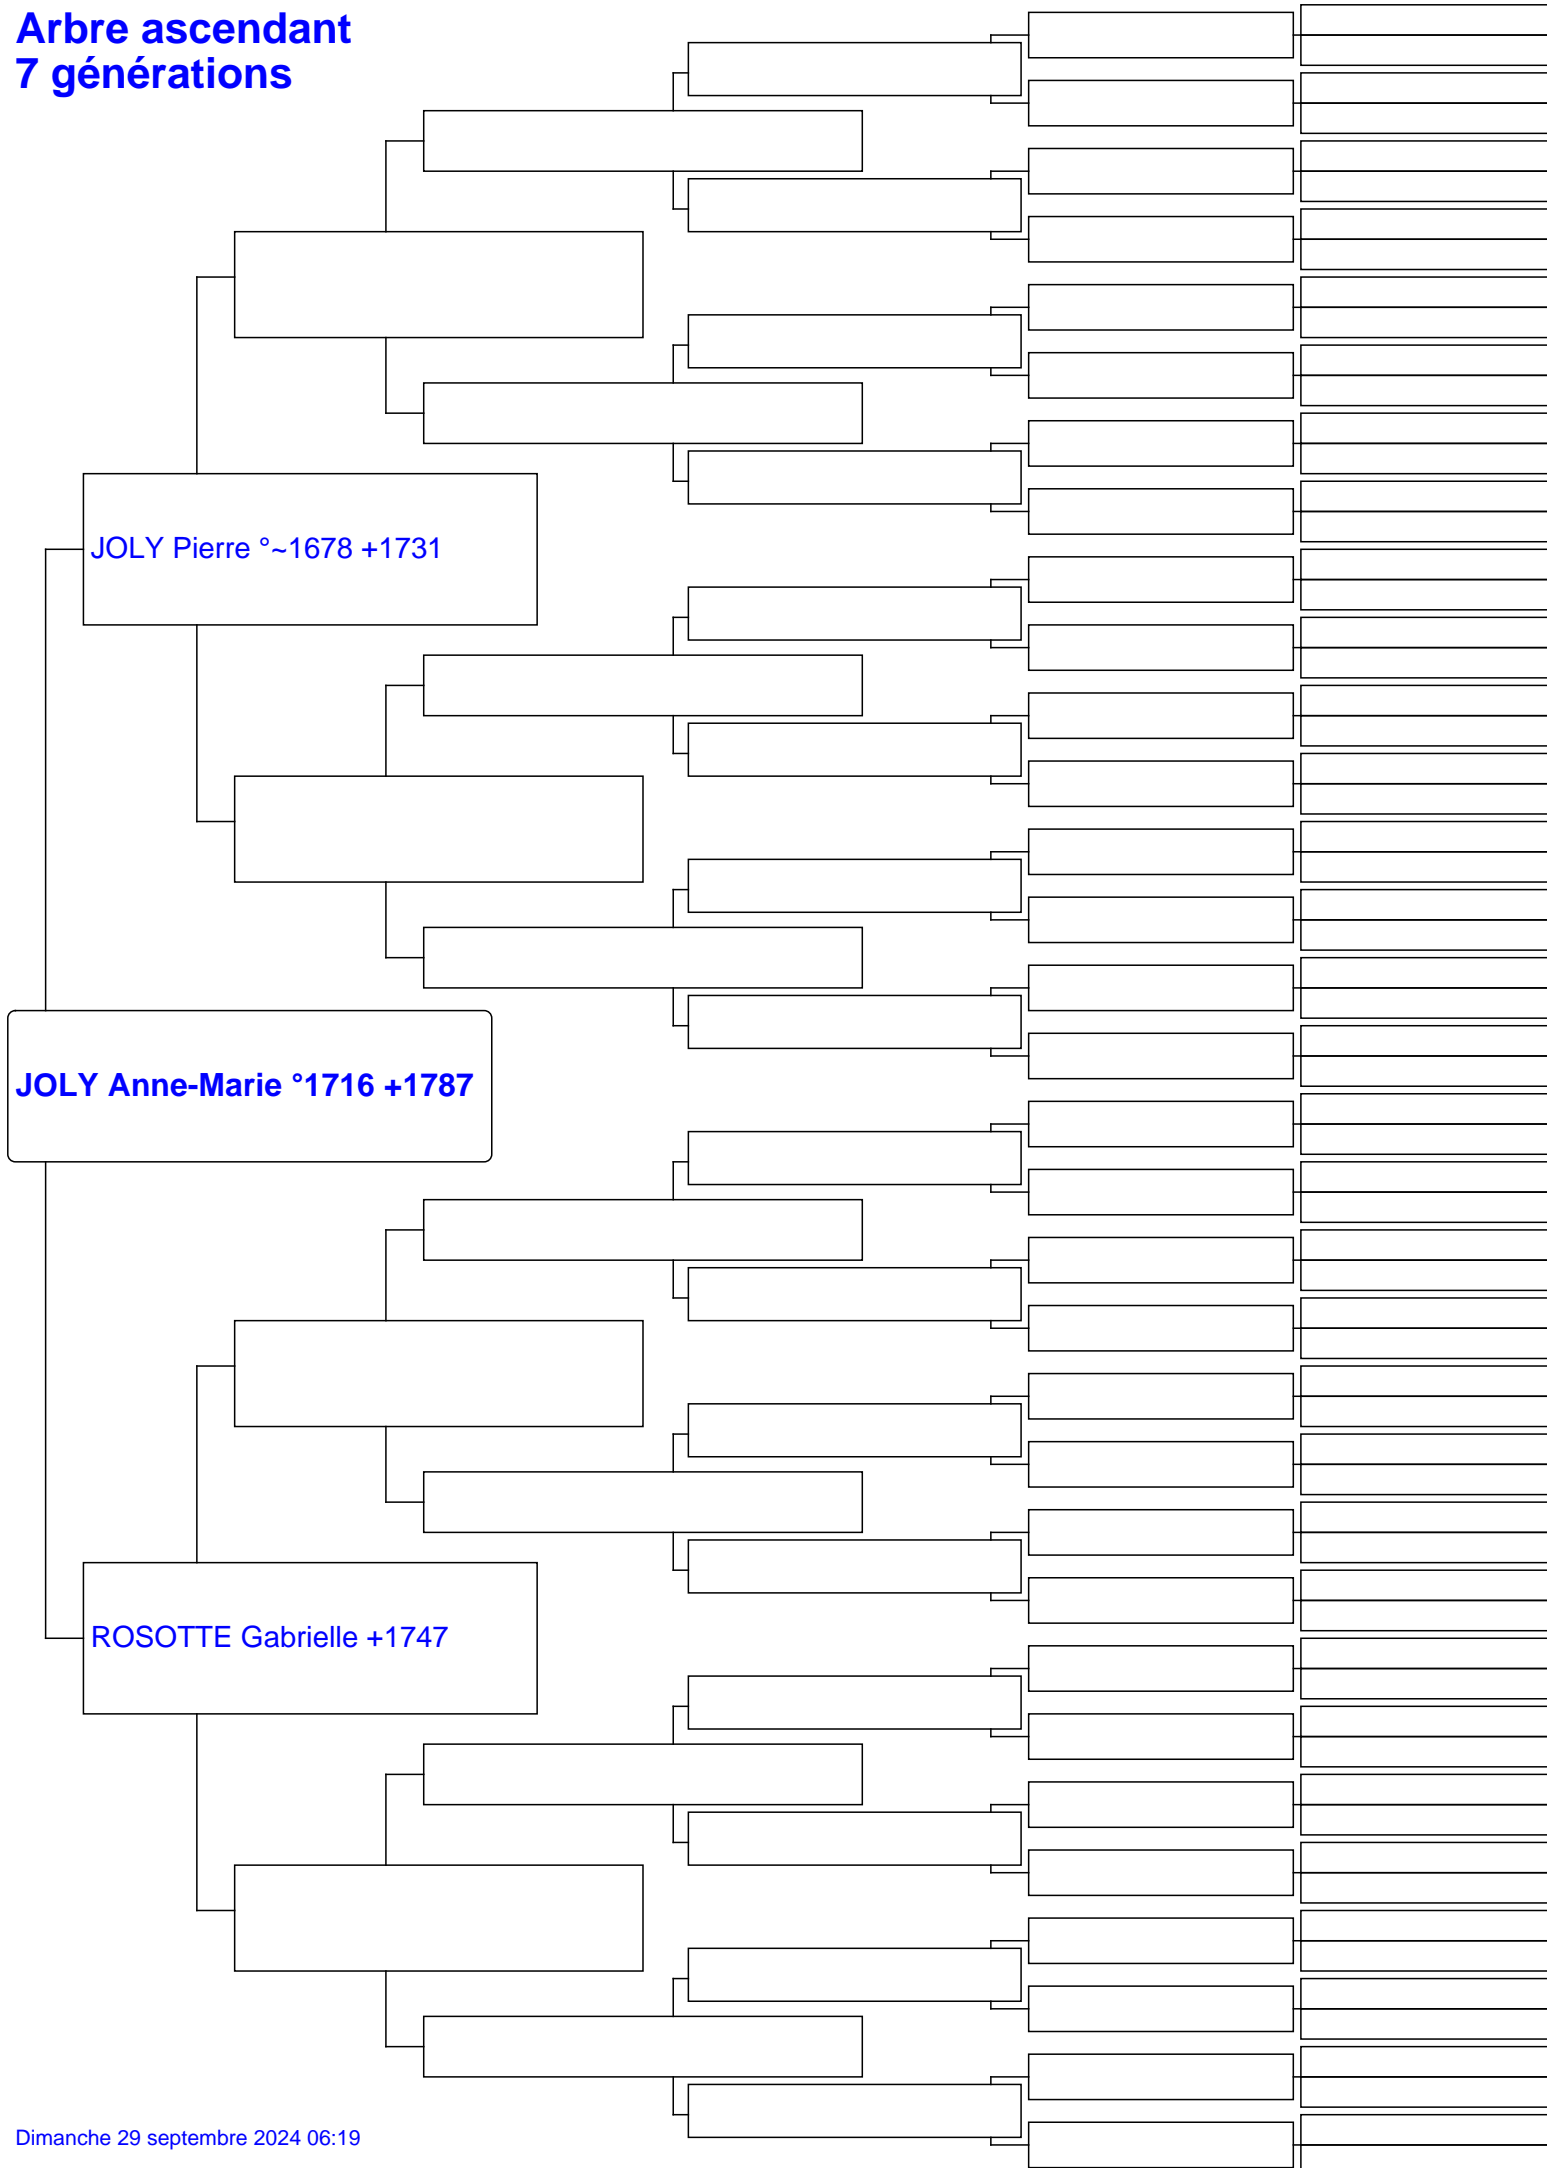 Arbre ascendant
7 générations
JOLY Pierre °~1678 +1731
JOLY Anne-Marie °1716 +1787
ROSOTTE Gabrielle +1747
Dimanche 29 septembre 2024 06:19